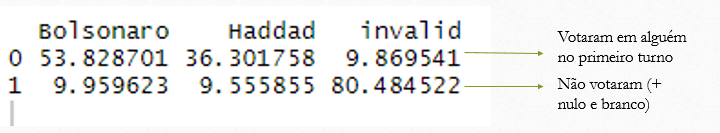 Bolsonaro Haddad invalid
0 53.828701 36.301758 9.869541
1 9.959623 9.555855 80.484522
Votaram em alguém
no primeiro turno
Não votaram (+
nulo e branco)